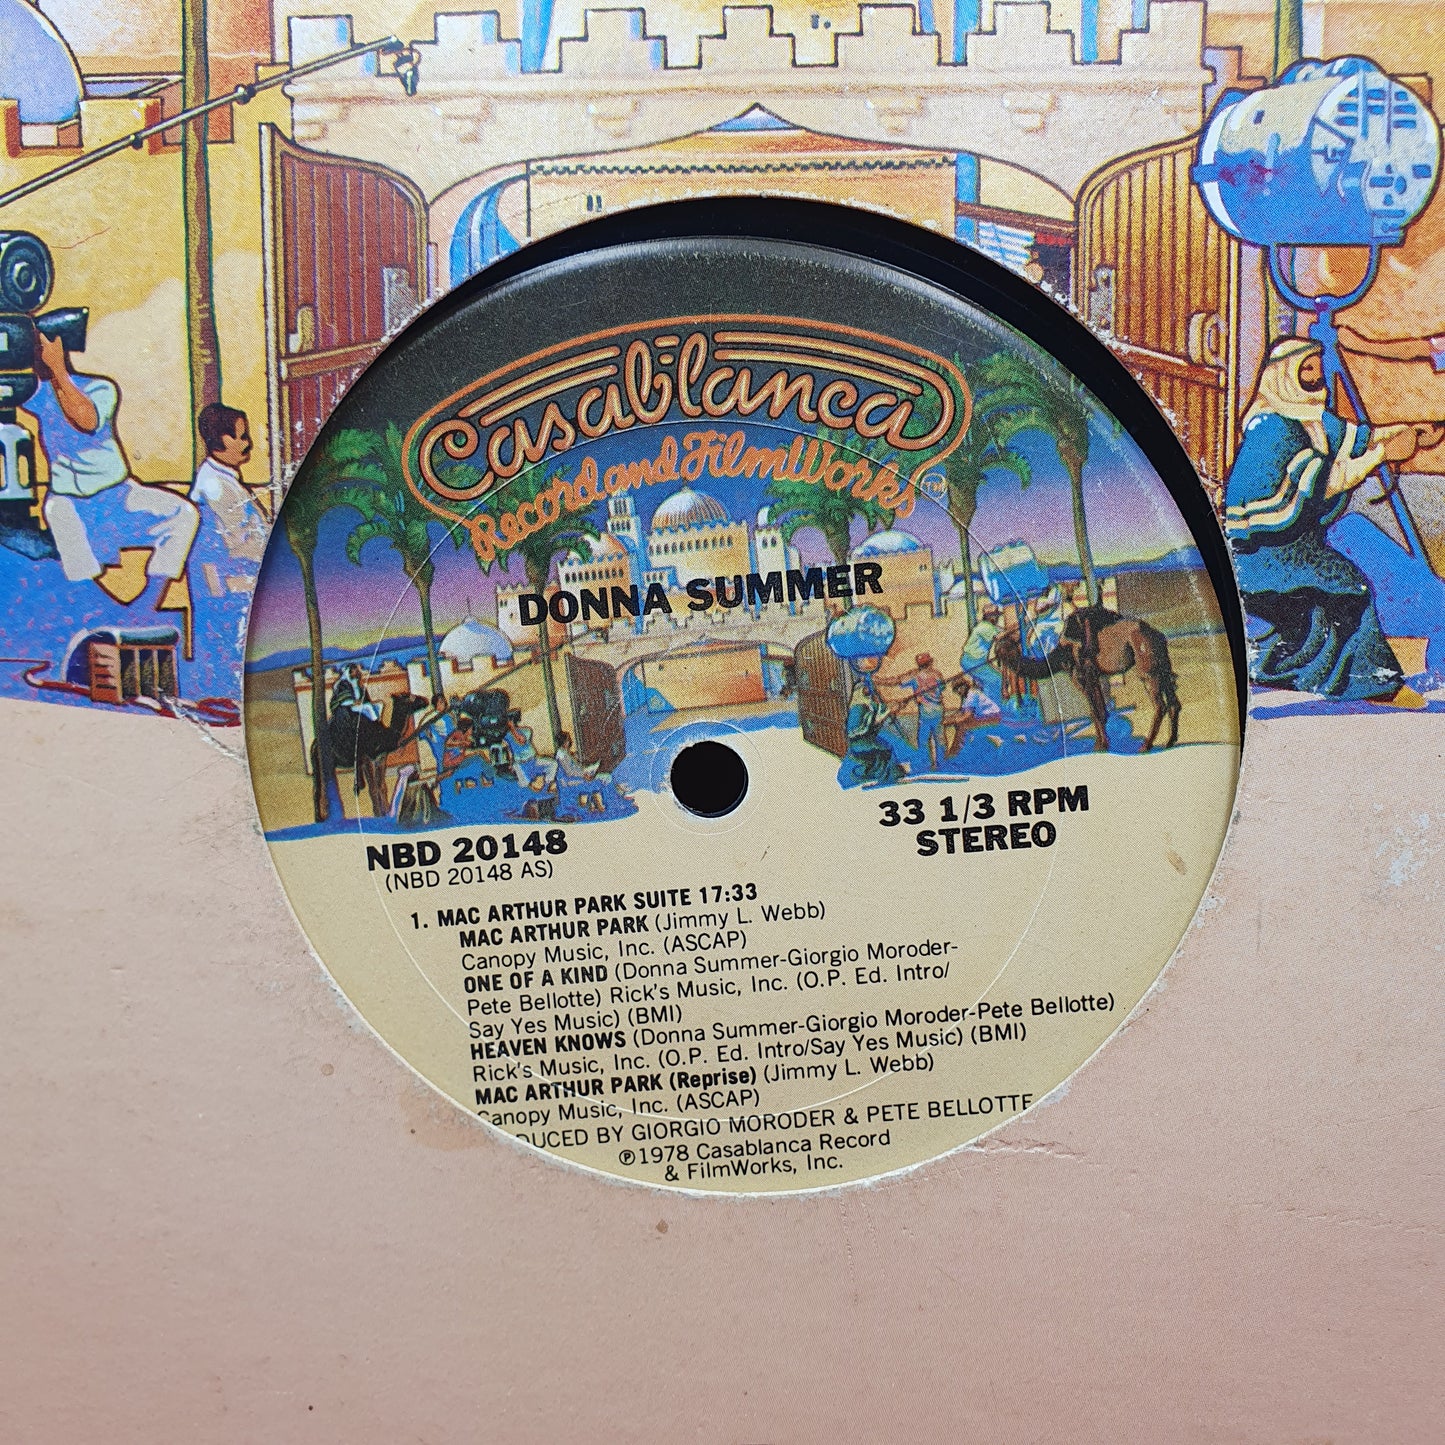 Casablanca
Record and FilmWorks TM
DONNA SUMMER
33 1/3 RPM
STEREO
NBD 20148
(NBD 20148 AS)
1. MAC ARTHUR PARK SUITE 17:33
MAC ARTHUR PARK (Jimmy L. Webb)
Canopy Music, Inc. (ASCAP)
ONE OF A KIND (Donna Summer-Giorgio Moroder-
Pete Bellotte) Rick's Music, Inc. (O.P. Ed. Intro/
Say Yes Music) (BMI)
HEAVEN KNOWS (Donna Summer-Giorgio Moroder-Pete Bellotte)
Rick's Music, Inc. (O.P. Ed. Intro/Say Yes Music) (BMI)
MAC ARTHUR PARK (Reprise) (Jimmy L. Webb)
Canopy Music, Inc. (ASCAP)
DUCED BY GIORGIO MORODER & PETE BELLOTTE
℗1978 Casablanca Record
& FilmWorks, Inc.